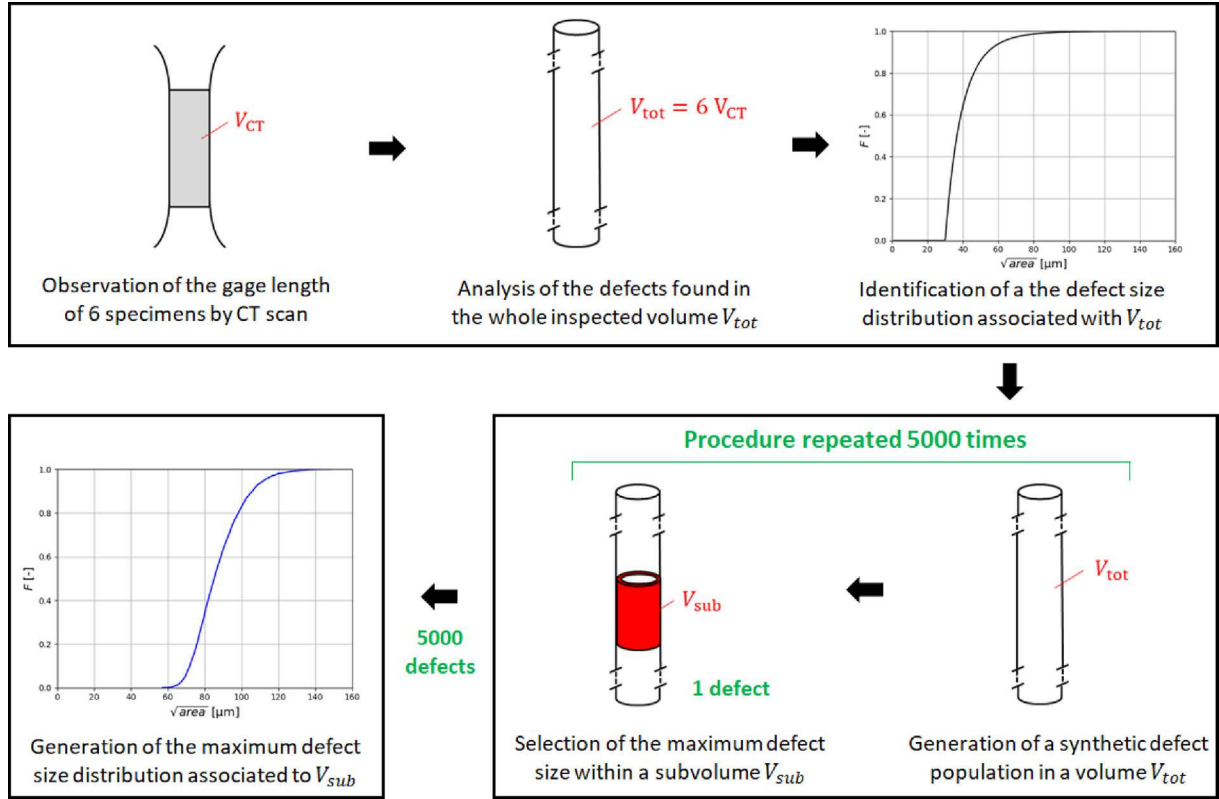 V_CT
Observation of the gage length
of 6 specimens by CT scan
V_tot = 6 V_CT
Analysis of the defects found in
the whole inspected volume V_tot
1.0
0.8
0.6
0.4
0.2
0.0
F [-]
0 20 40 60 80 100 120 140 160
√area [µm]
Identification of a the defect size
distribution associated with V_tot
Procedure repeated 5000 times
V_tot
Generation of a synthetic defect
population in a volume V_tot
V_sub
1 defect
Selection of the maximum defect
size within a subvolume V_sub
5000
defects
1.0
0.8
0.6
0.4
0.2
0.0
F [-]
0 20 40 60 80 100 120 140 160
√area [µm]
Generation of the maximum defect
size distribution associated to V_sub